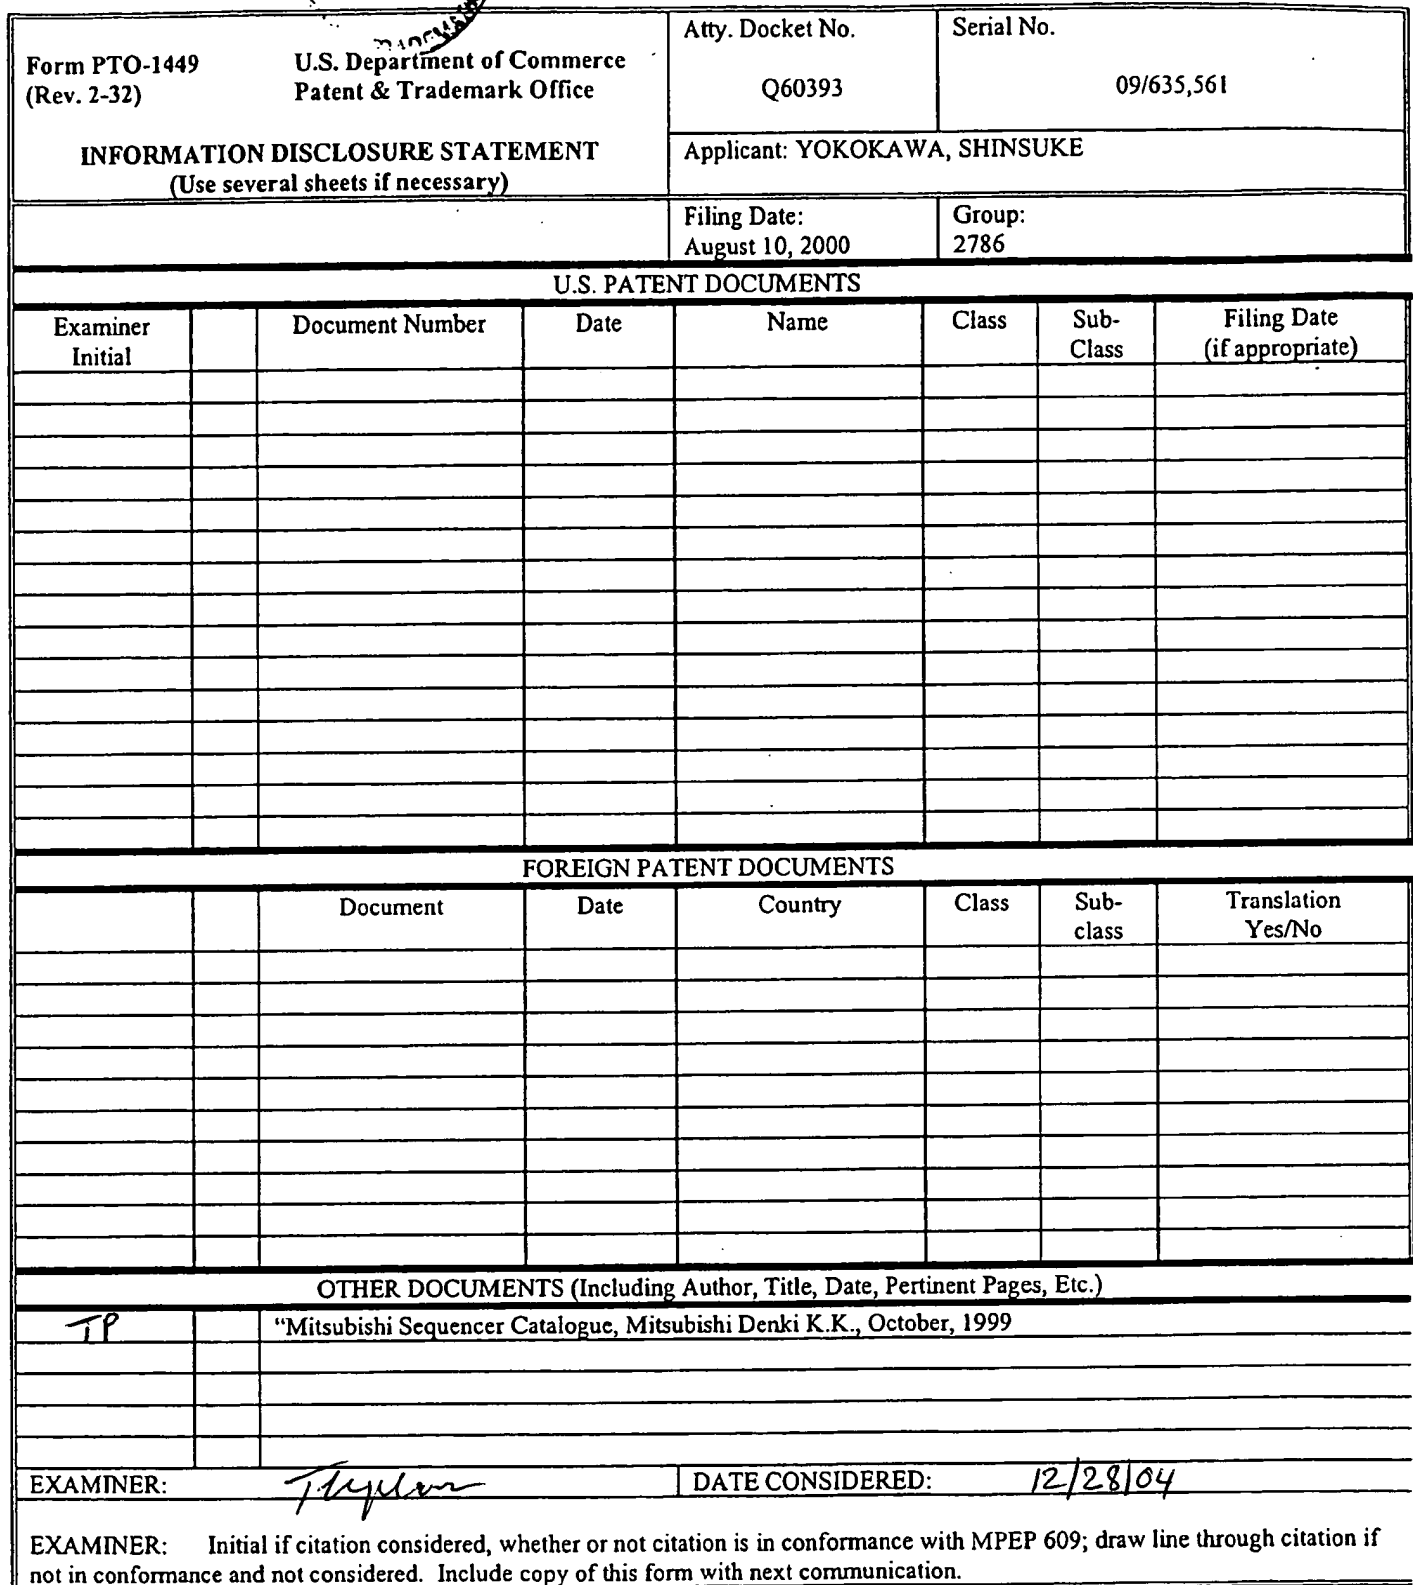 Atty. Docket No.
Serial No.
Form PTO-1449
U.S. Department of Commerce
(Rev. 2-32)
Patent & Trademark Office
Q60393
09/635,561
INFORMATION DISCLOSURE STATEMENT
(Use several sheets if necessary)
Applicant: YOKOKAWA, SHINSUKE
Filing Date:
August 10, 2000
Group:
2786
U.S. PATENT DOCUMENTS
Examiner
Initial
Document Number
Date
Name
Class
Sub-
Class
Filing Date
(if appropriate)
FOREIGN PATENT DOCUMENTS
Document
Date
Country
Class
Sub-
class
Translation
Yes/No
OTHER DOCUMENTS (Including Author, Title, Date, Pertinent Pages, Etc.)
TP
“Mitsubishi Sequencer Catalogue, Mitsubishi Denki K.K., October, 1999
EXAMINER:
DATE CONSIDERED: 12/28/04
EXAMINER: Initial if citation considered, whether or not citation is in conformance with MPEP 609; draw line through citation if
not in conformance and not considered. Include copy of this form with next communication.